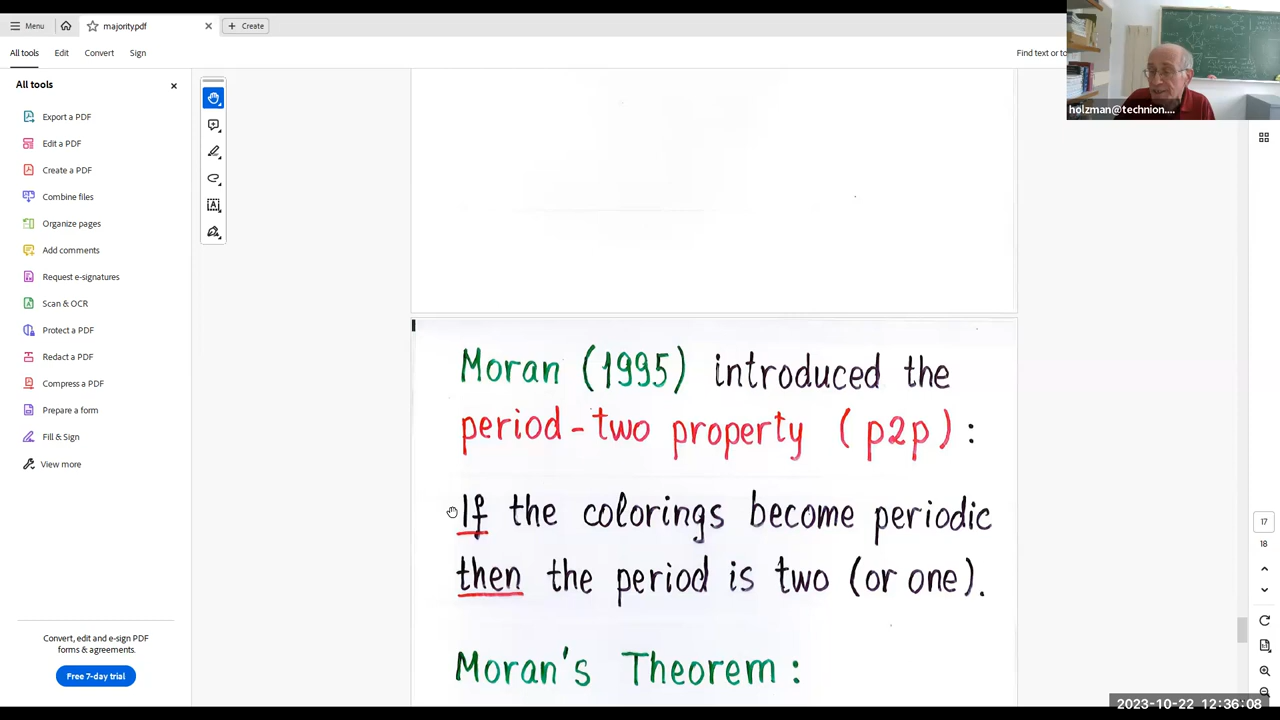 Menu
majority.pdf
Create
All tools
Edit
Convert
Sign
Find text or to
holzman@technion....
All tools
Export a PDF
Edit a PDF
Create a PDF
Combine files
Organize pages
Add comments
Request e-signatures
Scan & OCR
Protect a PDF
Redact a PDF
Compress a PDF
Prepare a form
Fill & Sign
View more
Convert, edit and e-sign PDF
forms & agreements.
Free 7-day trial
Moran (1995) introduced the
period-two property (p2p):
If the colorings become periodic
then the period is two (or one).
Moran's Theorem:
17
18
2023-10-22 12:36:08